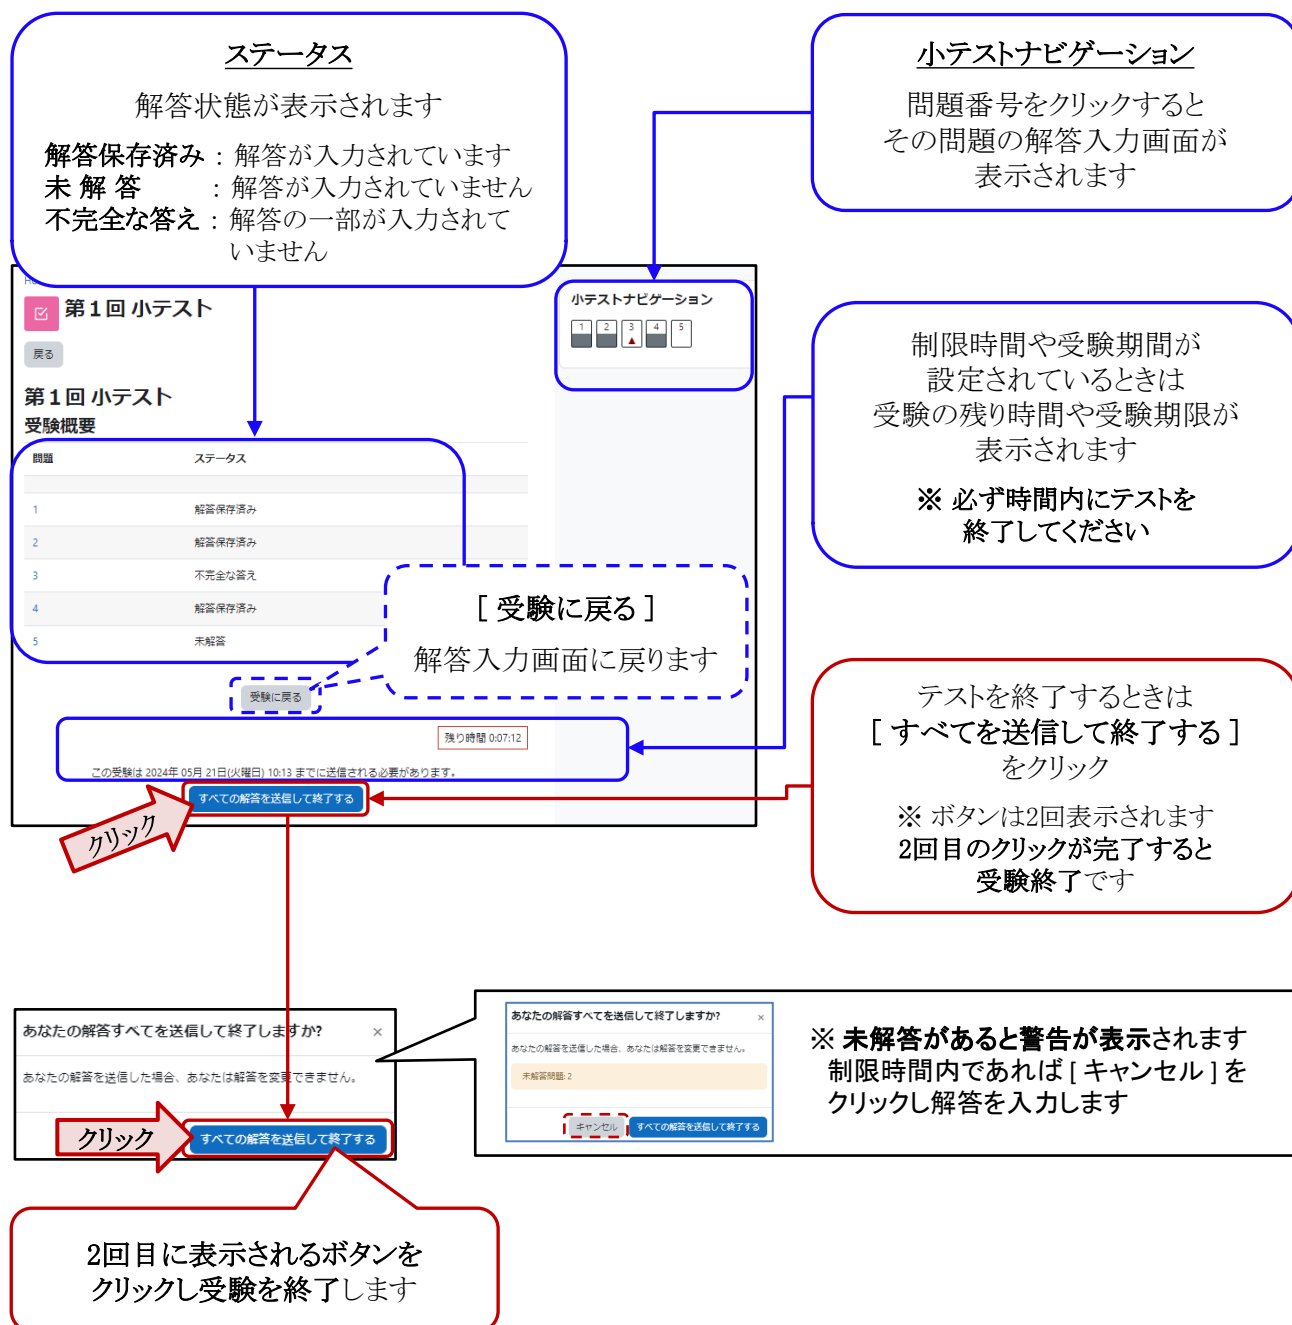 ステータス
解答状態が表示されます
解答保存済み : 解答が入力されています
未 解 答 : 解答が入力されていません
不完全な答え : 解答の一部が入力されて
いません
小テストナビゲーション
問題番号をクリックすると
その問題の解答入力画面が
表示されます
第１回 小テスト
戻る
第１回 小テスト
受験概要
問題 ステータス
1 解答保存済み
2 解答保存済み
3 不完全な答え
4 解答保存済み
5 未解答
小テストナビゲーション
1 2 3 4 5
制限時間や受験期間が
設定されているときは
受験の残り時間や受験期限が
表示されます
※ 必ず時間内にテストを
終了してください
[ 受験に戻る ]
解答入力画面に戻ります
受験に戻る
残り時間 0:07:12
この受験は 2024年 05月 21日(火曜日) 10:13 までに送信される必要があります。
すべての解答を送信して終了する
クリック
テストを終了するときは
[ すべてを送信して終了する ]
をクリック
※ ボタンは2回表示されます
2回目のクリックが完了すると
受験終了です
あなたの解答すべてを送信して終了しますか? ×
あなたの解答を送信した場合、あなたは解答を変更できません。
クリック
すべての解答を送信して終了する
あなたの解答すべてを送信して終了しますか? ×
あなたの解答を送信した場合、あなたは解答を変更できません。
未解答問題: 2
キャンセル すべての解答を送信して終了する
※ 未解答があると警告が表示されます
制限時間内であれば [ キャンセル ] を
クリックし解答を入力します
2回目に表示されるボタンを
クリックし受験を終了します